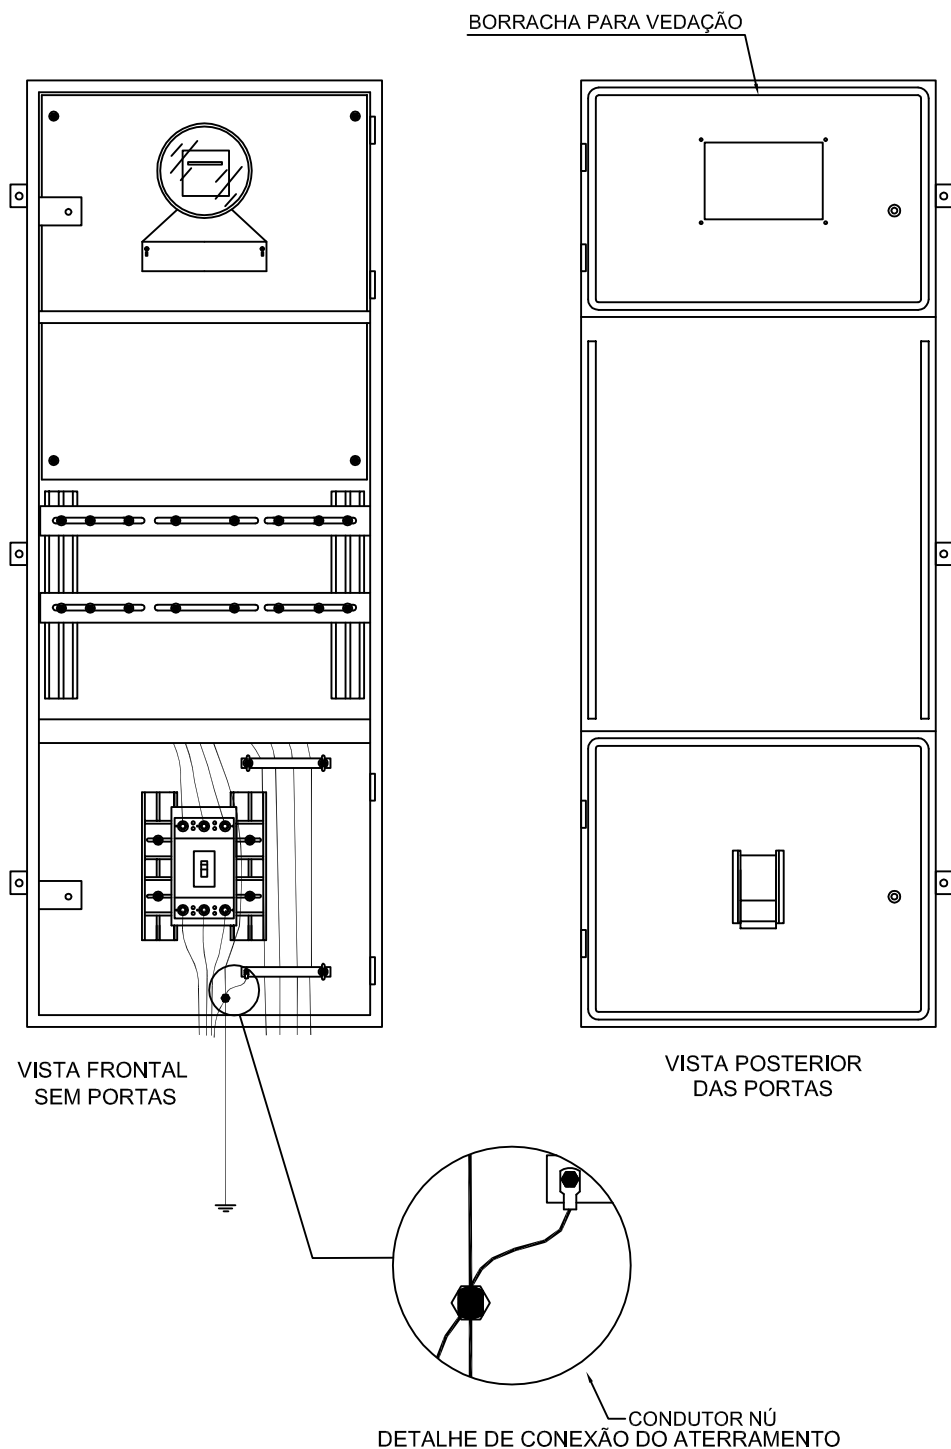 BORRACHA PARA VEDAÇÃO
VISTA FRONTAL
SEM PORTAS
VISTA POSTERIOR
DAS PORTAS
CONDUTOR NÚ
DETALHE DE CONEXÃO DO ATERRAMENTO